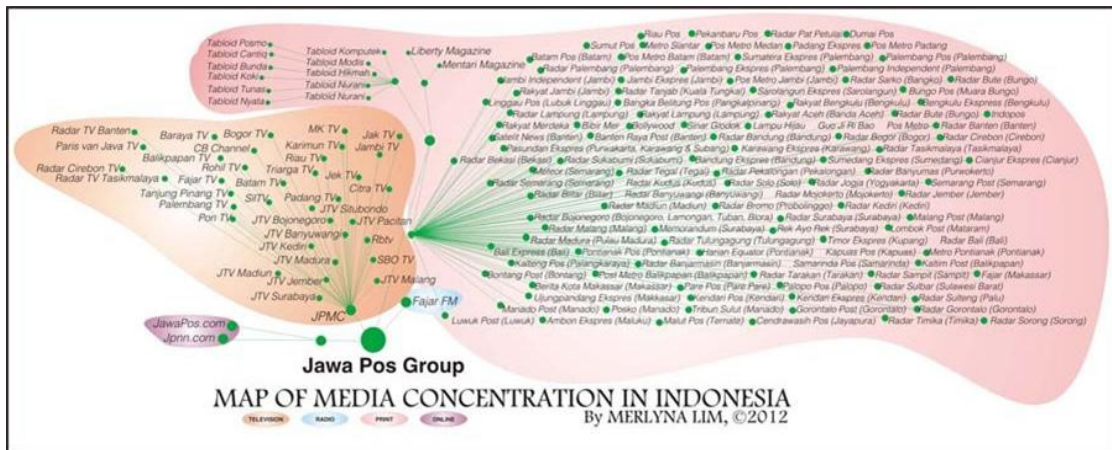 Tabloid Posmo
Tabloid Cantiq
Tabloid Bunda
Tabloid Koki
Tabloid Tunas
Tabloid Nyata
Tabloid Komputek
Tabloid Modis
Tabloid Hikmah
Tabloid Nurani
Tabloid Nurani
Liberty Magazine
Mentari Magazine
Radar TV Banten
Paris van Java TV
Radar Cirebon TV
Radar TV Tasikmalaya
Baraya TV
CB Channel
Balikpapan TV
Rohil TV
Fajar TV
Tanjung Pinang TV
Palembang TV
Pon TV
Bogor TV
Batam TV
SilTV
MK TV
Karimun TV
Riau TV
Triarga TV
Jek TV
Padang TV
Jak TV
Jambi TV
Citra TV
JTV Situbondo
JTV Bojonegoro
JTV Pacitan
JTV Banyuwangi
Rbtv
JTV Kediri
JTV Madura
SBO TV
JTV Madiun
JTV Jember
JTV Malang
JTV Surabaya
JPMC
Fajar FM
JawaPos.com
Jpnn.com
Riau Pos Pekanbaru Pos Radar Pat Petulai Dumai Pos
Sumut Pos Metro Siantar Pos Metro Medan Padang Ekspres Pos Metro Padang
Batam Pos (Batam) Pos Metro Batam (Batam) Sumatera Ekspres (Palembang) Palembang Pos (Palembang)
Radar Palembang (Palembang) Palembang Ekspres (Palembang) Palembang Independent (Palembang)
Jambi Independent (Jambi) Jambi Ekspres (Jambi) Pos Metro Jambi (Jambi) Radar Sarko (Bangko) Radar Bute (Bungo)
Rakyat Jambi (Jambi) Radar Tanjab (Kuala Tungkal) Sarolangun Ekspres (Sarolangun) Bungo Pos (Muara Bungo)
Linggau Pos (Lubuk Linggau) Bangka Belitung Pos (Pangkalpinang) Rakyat Bengkulu (Bengkulu) Bengkulu Ekspress (Bengkulu)
Radar Lampung (Lampung) Rakyat Lampung (Lampung) Rakyat Aceh (Banda Aceh) Radar Bute (Bungo) Indopos
Rakyat Merdeka Bibir Mer Bollywood Sinar Glodok Lampu Hijau Guo Ji Ri Bao Pos Metro Radar Banten (Banten)
Satelit News (Banten) Banten Raya Post (Banten) Radar Bandung (Bandung) Radar Bogor (Bogor) Radar Cirebon (Cirebon)
Pasundan Ekspres (Purwakarta, Karawang & Subang) Karawang Ekspres (Karawang) Radar Tasikmalaya (Tasikmalaya)
Radar Bekasi (Bekasi) Radar Sukabumi (Sukabumi) Bandung Ekspres (Bandung) Sumedang Ekspres (Sumedang) Cianjur Ekspres (Cianjur)
Meteor (Semarang) Radar Tegal (Tegal) Radar Pekalongan (Pekalongan) Radar Banyumas (Purwokerto)
Radar Semarang (Semarang) Radar Kudus (Kudus) Radar Solo (Solo) Radar Jogja (Yogyakarta) Semarang Post (Semarang)
Radar Blitar (Blitar) Radar Banyuwangi (Banyuwangi) Radar Mojokerto (Mojokerto) Radar Jember (Jember)
Radar Madiun (Madiun) Radar Bromo (Probolinggo) Radar Kediri (Kediri)
Radar Bojonegoro (Bojonegoro, Lamongan, Tuban, Blora) Radar Surabaya (Surabaya) Malang Post (Malang)
Radar Malang (Malang) Memorandum (Surabaya) Rek Ayo Rek (Surabaya) Lombok Post (Mataram)
Radar Madura (Pulau Madura) Radar Tulungagung (Tulungagung) Timor Ekspres (Kupang) Radar Bali (Bali)
Bali Express (Bali) Pontianak Pos (Pontianak) Harian Equator (Pontianak) Kapuas Pos (Kapuas) Metro Pontianak (Pontianak)
Kalteng Pos (Palangkaraya) Radar Banjarmasin (Banjarmasin) Samarinda Pos (Samarinda) Kaltim Post (Balikpapan)
Bontang Post (Bontang) Post Metro Balikpapan (Balikpapan) Radar Tarakan (Tarakan) Radar Sampit (Sampit) Fajar (Makassar)
Berita Kota Makassar (Makassar) Pare Pos (Pare Pare) Palopo Pos (Palopo) Radar Sulbar (Sulawesi Barat)
Ujungpandang Ekspres (Makkasar) Kendari Pos (Kendari) Kendari Ekspres (Kendari) Radar Sulteng (Palu)
Manado Post (Manado) Posko (Manado) Tribun Sulut (Manado) Gorontalo Post (Gorontalo) Radar Gorontalo (Gorontalo)
Luwuk Post (Luwuk) Ambon Ekspres (Maluku) Malut Pos (Ternate) Cendrawasih Pos (Jayapura) Radar Timika (Timika) Radar Sorong (Sorong)
Jawa Pos Group
MAP OF MEDIA CONCENTRATION IN INDONESIA
By MERLYNA LIM, ©2012
TELEVISION RADIO PRINT ONLINE